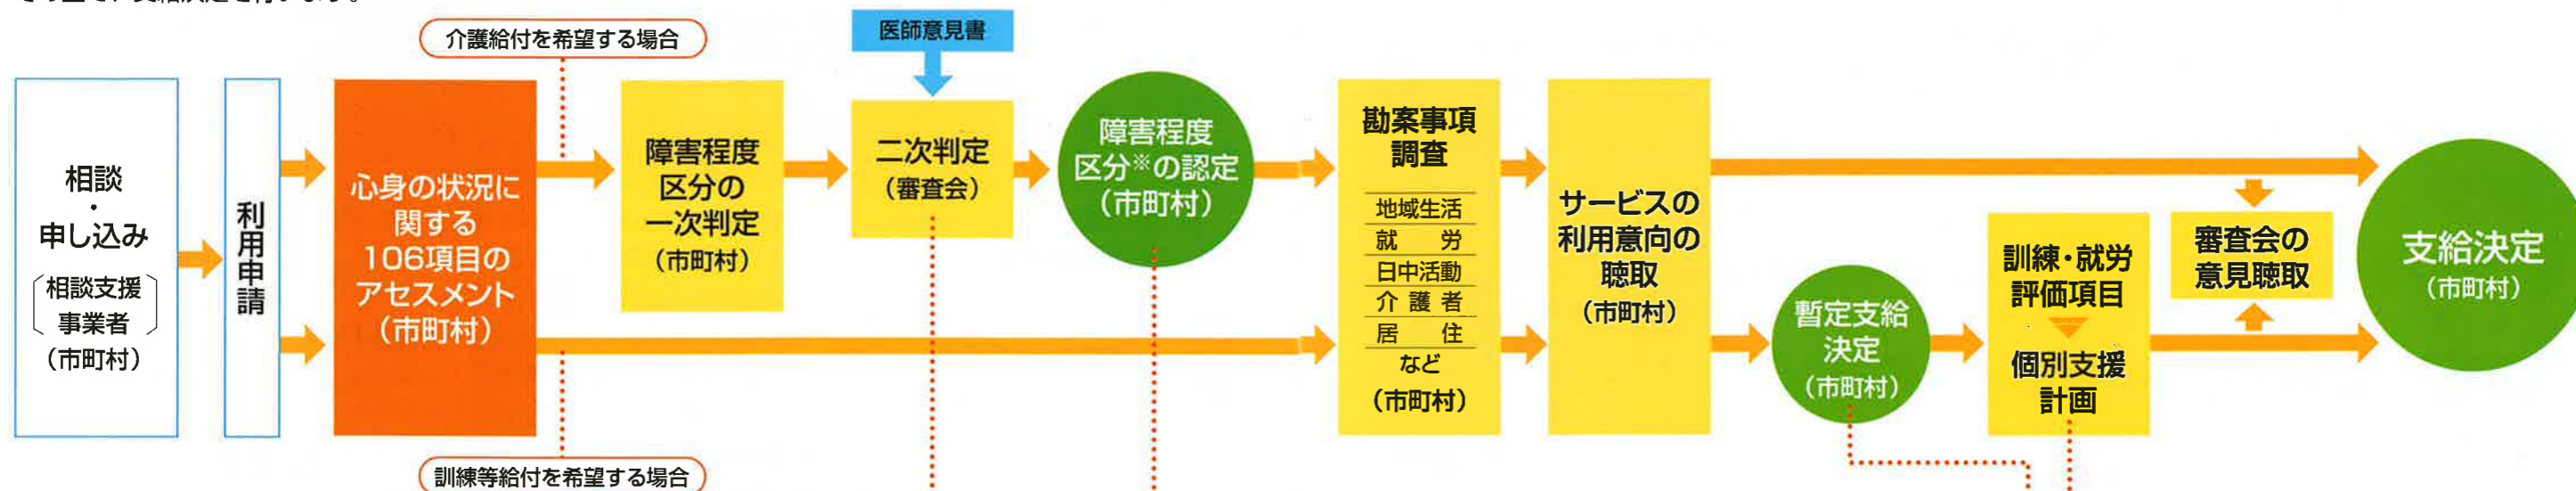 介護給付を希望する場合
医師意見書
相談
・
申し込み
相談支援
事業者
(市町村)
利用申請
心身の状況に
関する
106項目の
アセスメント
(市町村)
障害程度
区分の
一次判定
(市町村)
二次判定
(審査会)
障害程度
区分※の認定
(市町村)
勘案事項
調査
地域生活
就 労
日中活動
介 護 者
居 住
など
(市町村)
サービスの
利用意向の
聴取
(市町村)
暫定支給
決定
(市町村)
訓練・就労
評価項目
個別支援
計画
審査会の
意見聴取
支給決定
(市町村)
訓練等給付を希望する場合